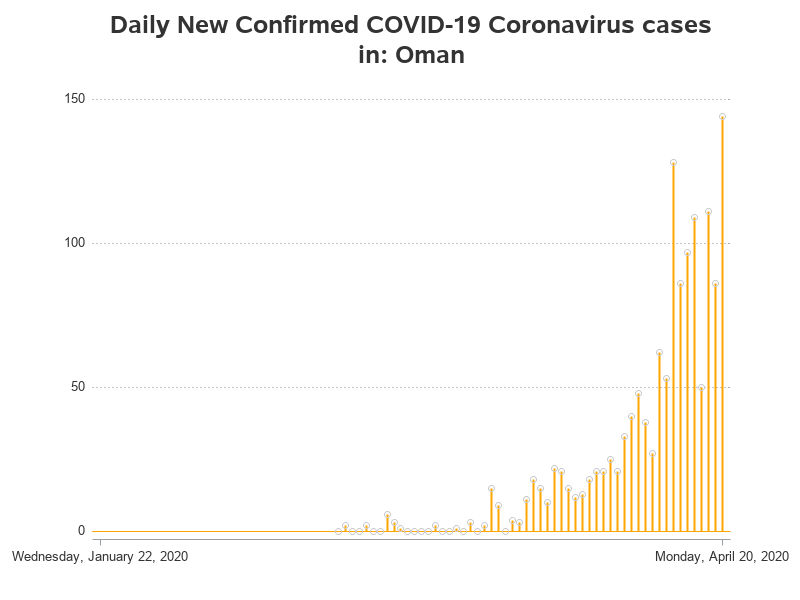 Daily New Confirmed COVID-19 Coronavirus cases
in: Oman
150
100
50
0
Wednesday, January 22, 2020
Monday, April 20, 2020